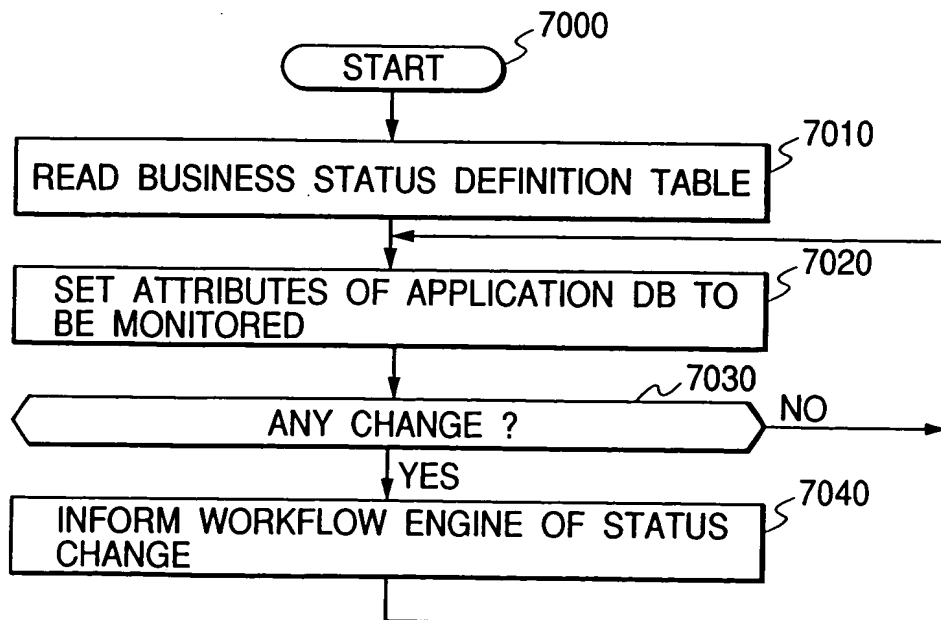 7000
START
7010
READ BUSINESS STATUS DEFINITION TABLE
7020
SET ATTRIBUTES OF APPLICATION DB TO
BE MONITORED
7030
ANY CHANGE ?
NO
YES
7040
INFORM WORKFLOW ENGINE OF STATUS
CHANGE